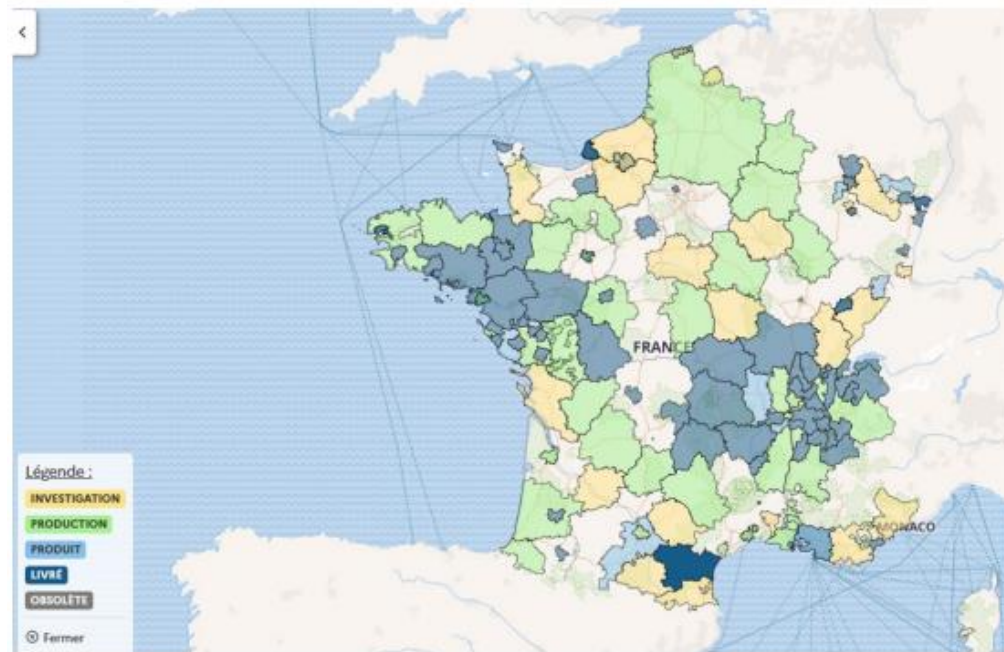 FRANCE
MONACO
Légende :
INVESTIGATION
PRODUCTION
PRODUIT
LIVRÉ
OBSOLÈTE
Fermer